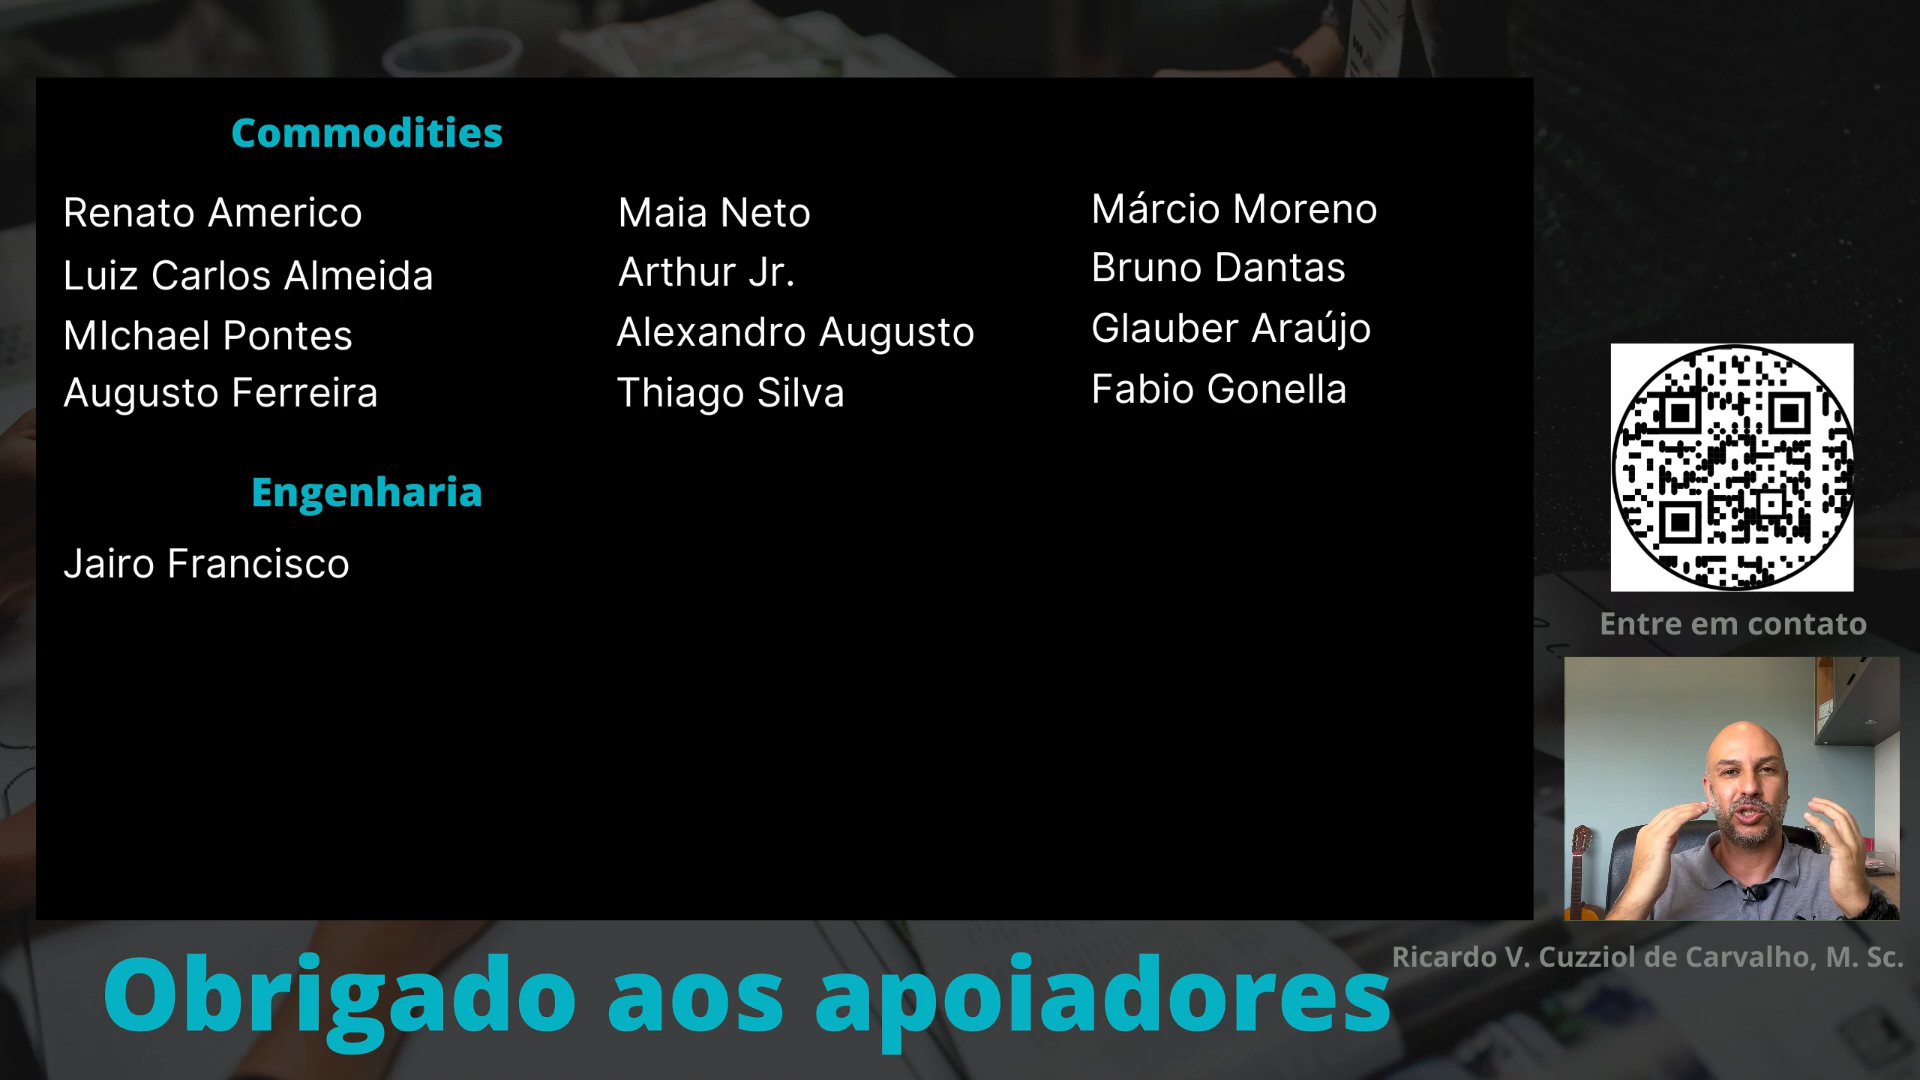 Commodities
Renato Americo
Luiz Carlos Almeida
MIchael Pontes
Augusto Ferreira
Maia Neto
Arthur Jr.
Alexandro Augusto
Thiago Silva
Márcio Moreno
Bruno Dantas
Glauber Araújo
Fabio Gonella
Engenharia
Jairo Francisco
Entre em contato
Ricardo V. Cuzziol de Carvalho, M. Sc.
Obrigado aos apoiadores